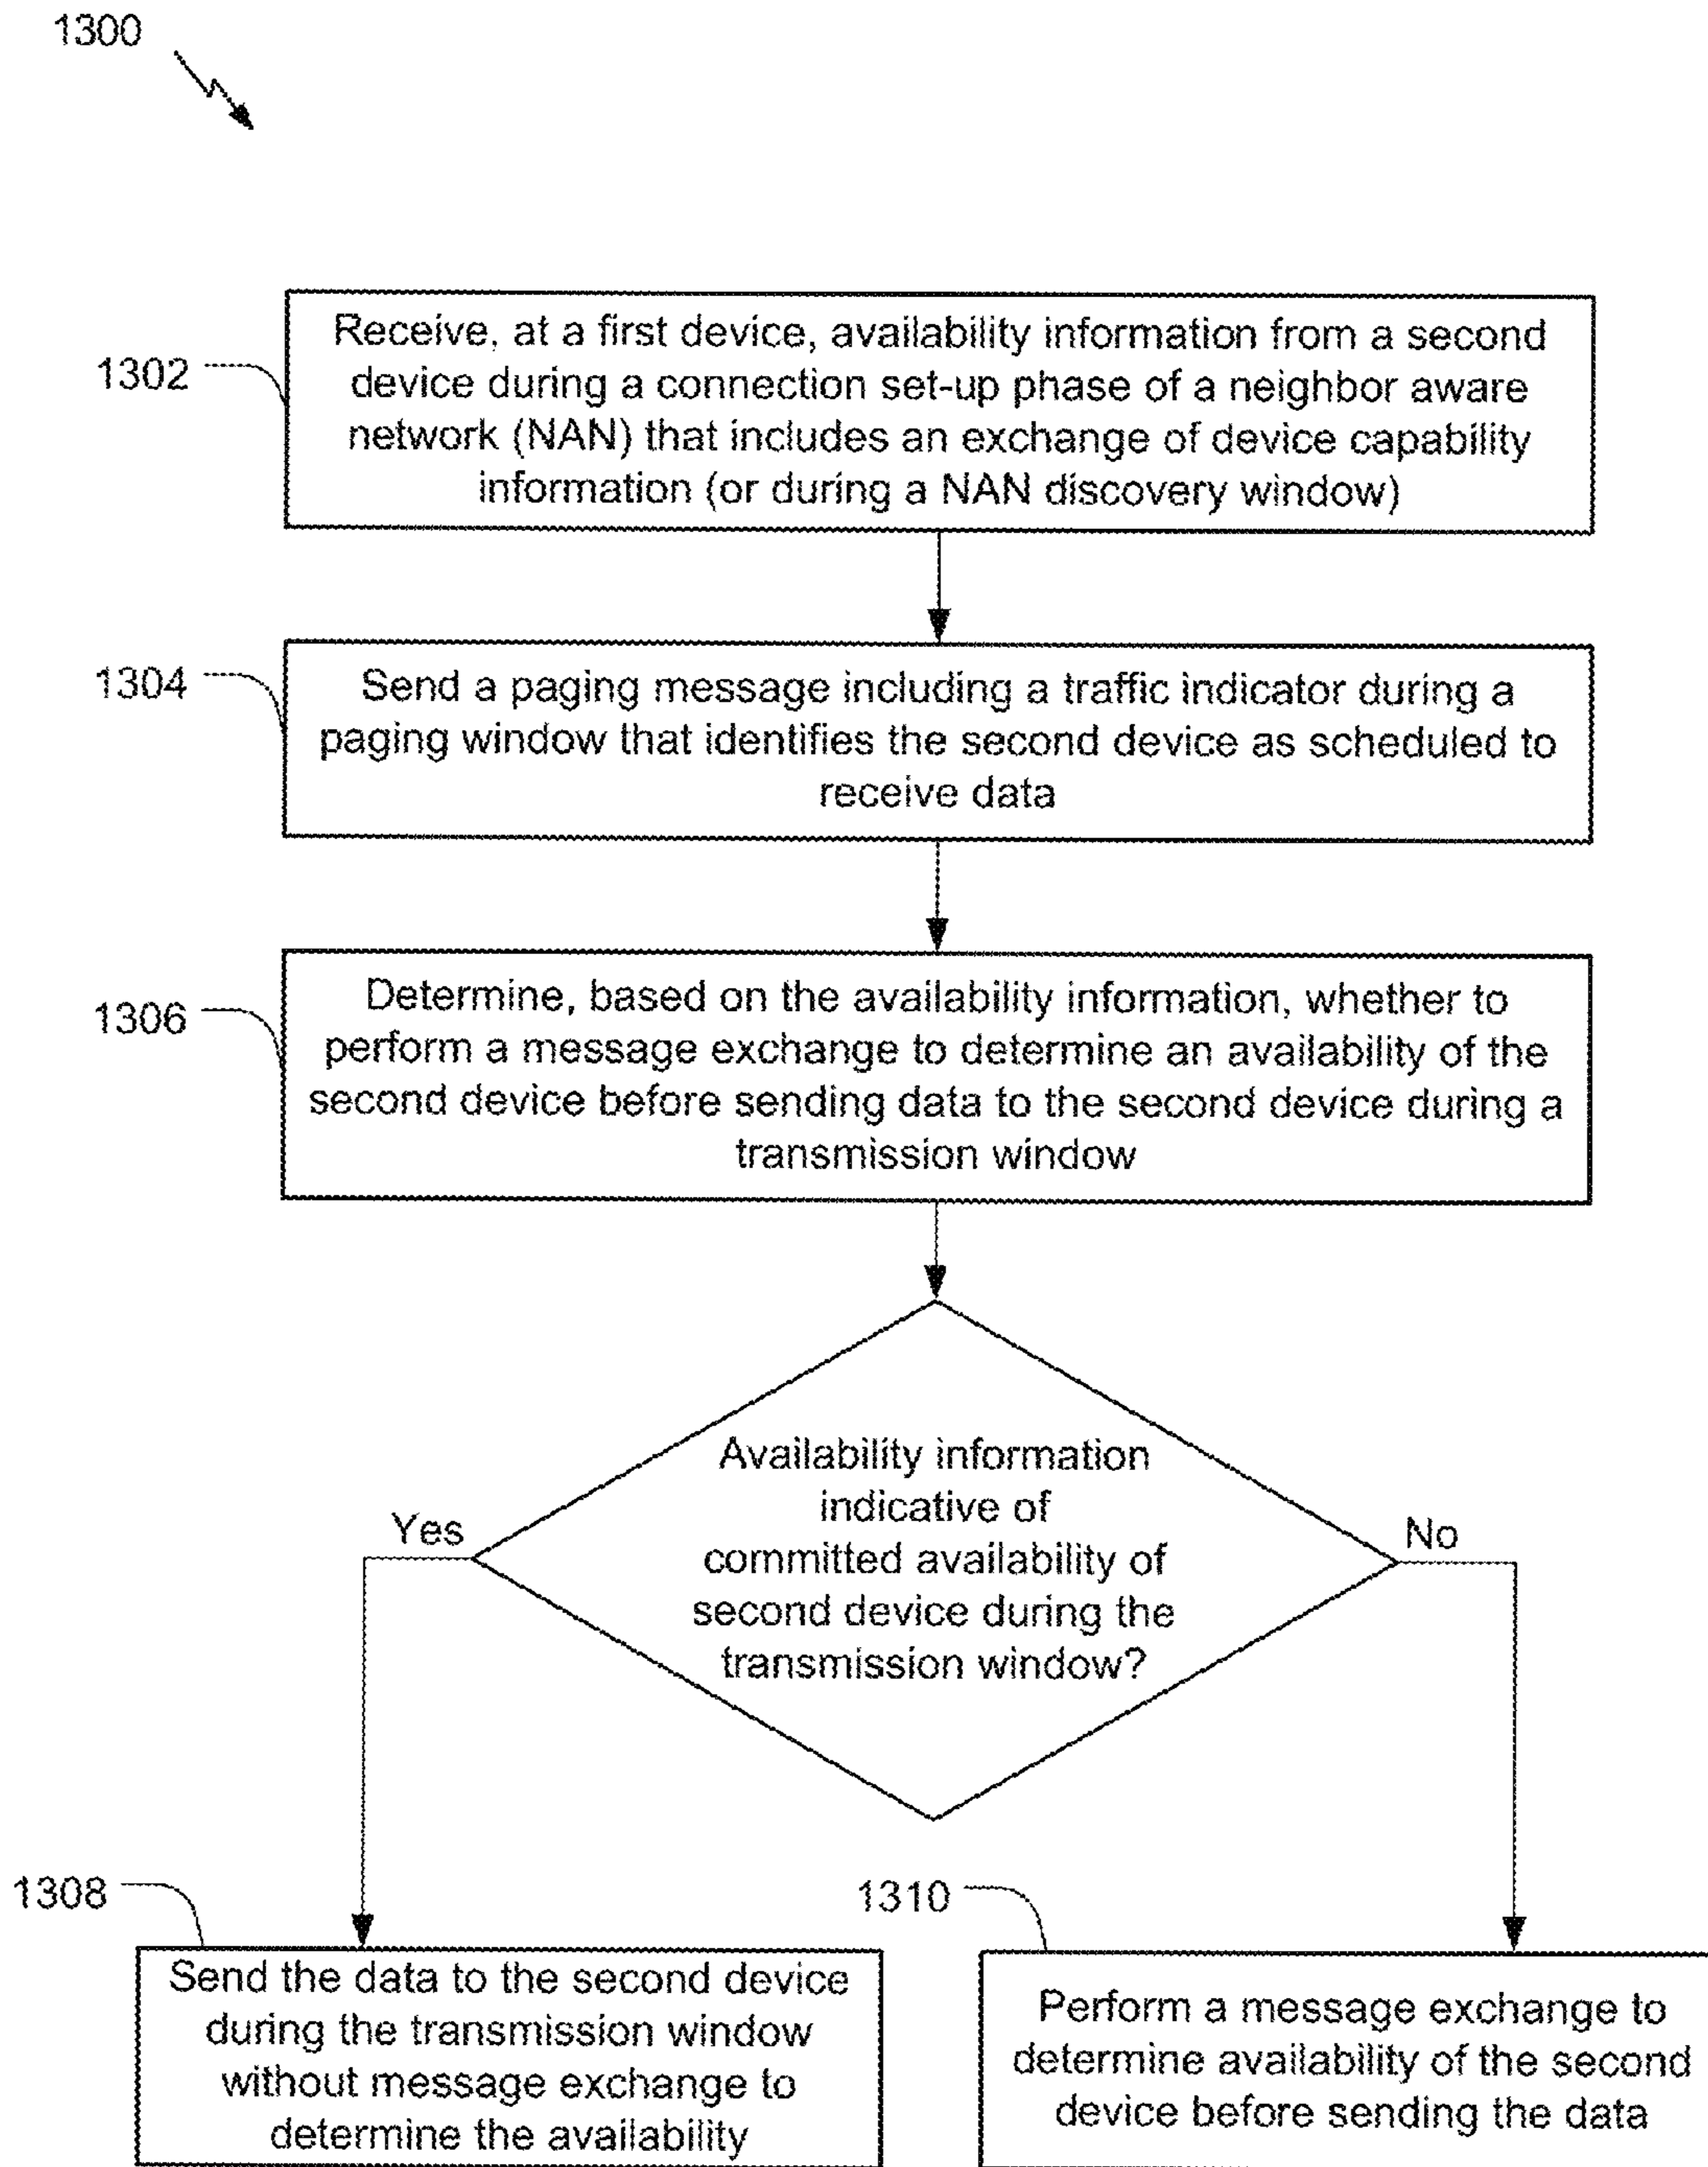 1300
1302
Receive, at a first device, availability information from a second
device during a connection set-up phase of a neighbor aware
network (NAN) that includes an exchange of device capability
information (or during a NAN discovery window)
1304
Send a paging message including a traffic indicator during a
paging window that identifies the second device as scheduled to
receive data
1306
Determine, based on the availability information, whether to
perform a message exchange to determine an availability of the
second device before sending data to the second device during a
transmission window
Availability information
indicative of
committed availability of
second device during the
transmission window?
Yes
No
1308
Send the data to the second device
during the transmission window
without message exchange to
determine the availability
1310
Perform a message exchange to
determine availability of the second
device before sending the data